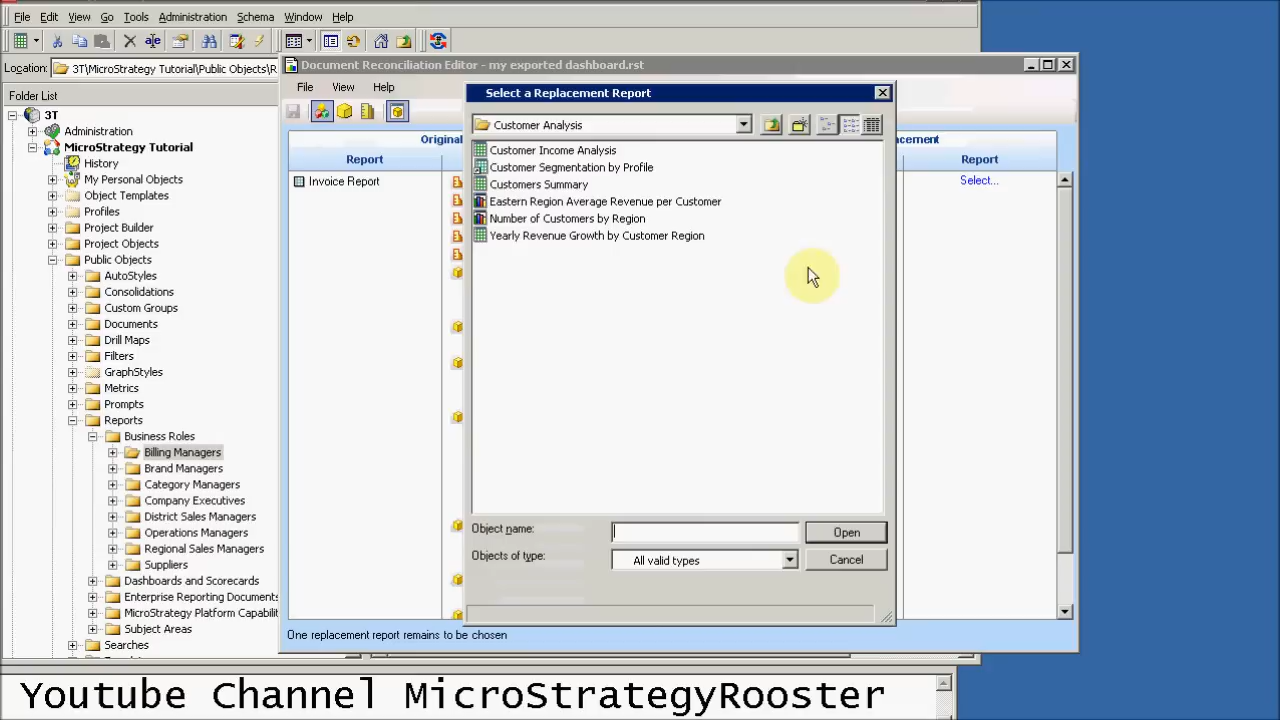 File Edit View Go Tools Administration Schema Window Help
Location: 3T\MicroStrategy Tutorial\Public Objects\R
Folder List
3T
Administration
MicroStrategy Tutorial
History
My Personal Objects
Object Templates
Profiles
Project Builder
Project Objects
Public Objects
AutoStyles
Consolidations
Custom Groups
Documents
Drill Maps
Filters
GraphStyles
Metrics
Prompts
Reports
Business Roles
Billing Managers
Brand Managers
Category Managers
Company Executives
District Sales Managers
Operations Managers
Regional Sales Managers
Suppliers
Dashboards and Scorecards
Enterprise Reporting Documents
MicroStrategy Platform Capabilit
Subject Areas
Searches
Document Reconciliation Editor - my exported dashboard.rst
File View Help
Origina
Report
Invoice Report
acement
Report
Select...
One replacement report remains to be chosen
Select a Replacement Report
Customer Analysis
Customer Income Analysis
Customer Segmentation by Profile
Customers Summary
Eastern Region Average Revenue per Customer
Number of Customers by Region
Yearly Revenue Growth by Customer Region
Object name:
Open
Objects of type:
All valid types
Cancel
Youtube Channel MicroStrategyRooster